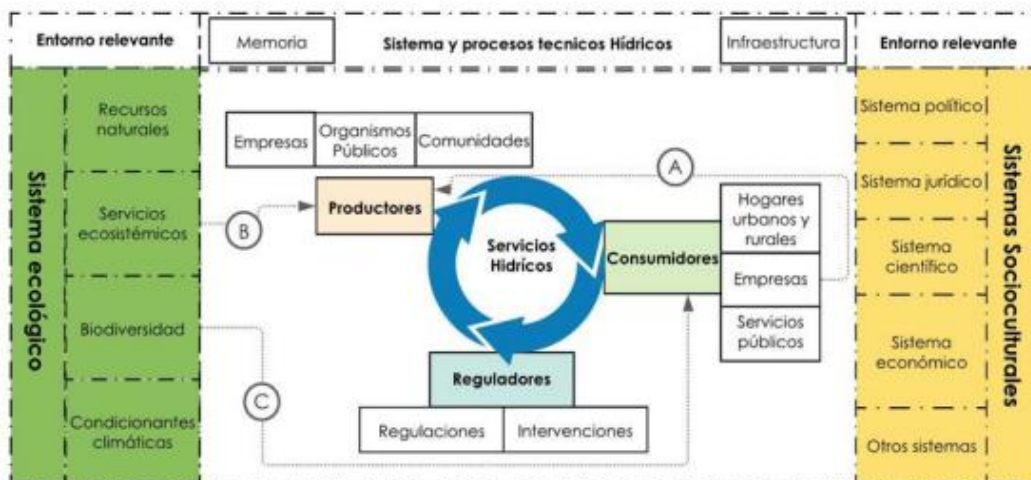 Entorno relevante
Memoria
Sistema y procesos tecnicos Hídricos
Infraestructura
Entorno relevante
Sistema ecológico
Recursos
naturales
Servicios
ecosistémicos
Biodiversidad
Condicionantes
climáticas
Empresas
Organismos
Públicos
Comunidades
Productores
A
B
C
Servicios
Hidrícos
Consumidores
Hogares
urbanos y
rurales
Empresas
Servicios
públicos
Reguladores
Regulaciones
Intervenciones
Sistema político
Sistema jurídico
Sistema
científico
Sistema
económico
Otros sistemas
Sistemas Socioculturales